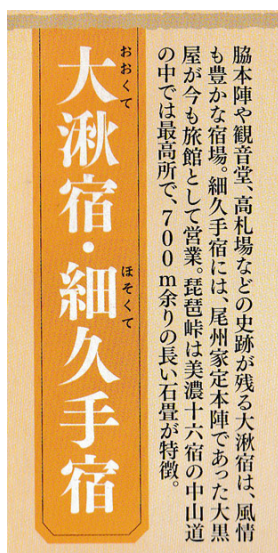 脇本陣や観音堂、高札場などの史跡が残る大湫宿は、風情
も豊かな宿場。細久手宿には、尾州家定本陣であった大黒
屋が今も旅館として営業。琵琶峠は美濃十六宿の中山道
の中では最高所で、700m余りの長い石畳が特徴。
おおくて
ほそくて
大湫宿・細久手宿